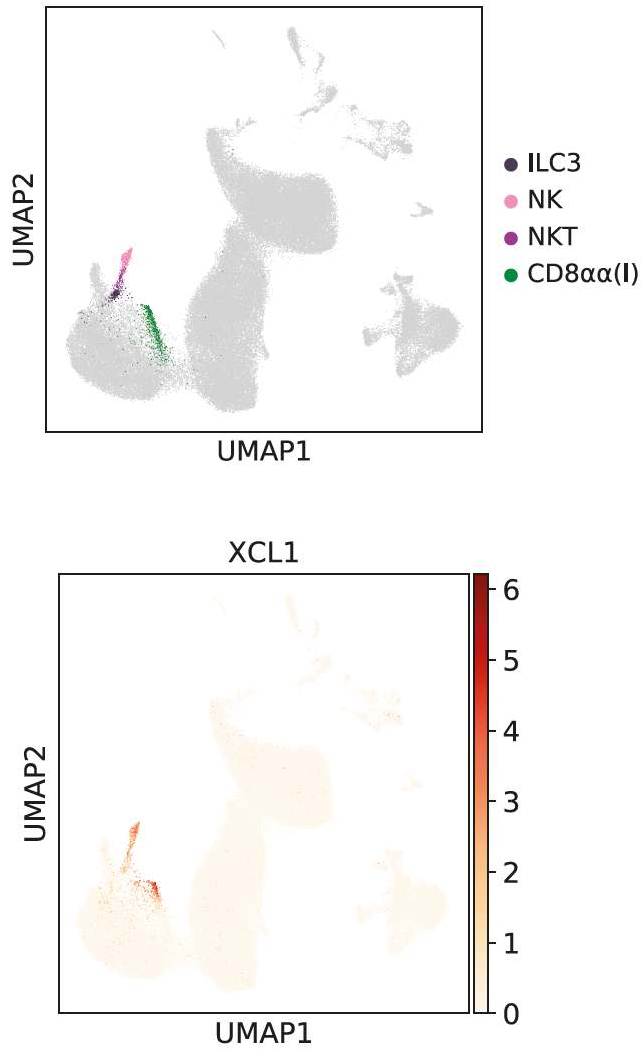 UMAP2
ILC3
NK
NKT
CD8αα(I)
UMAP1
XCL1
UMAP2
6
5
4
3
2
1
0
UMAP1